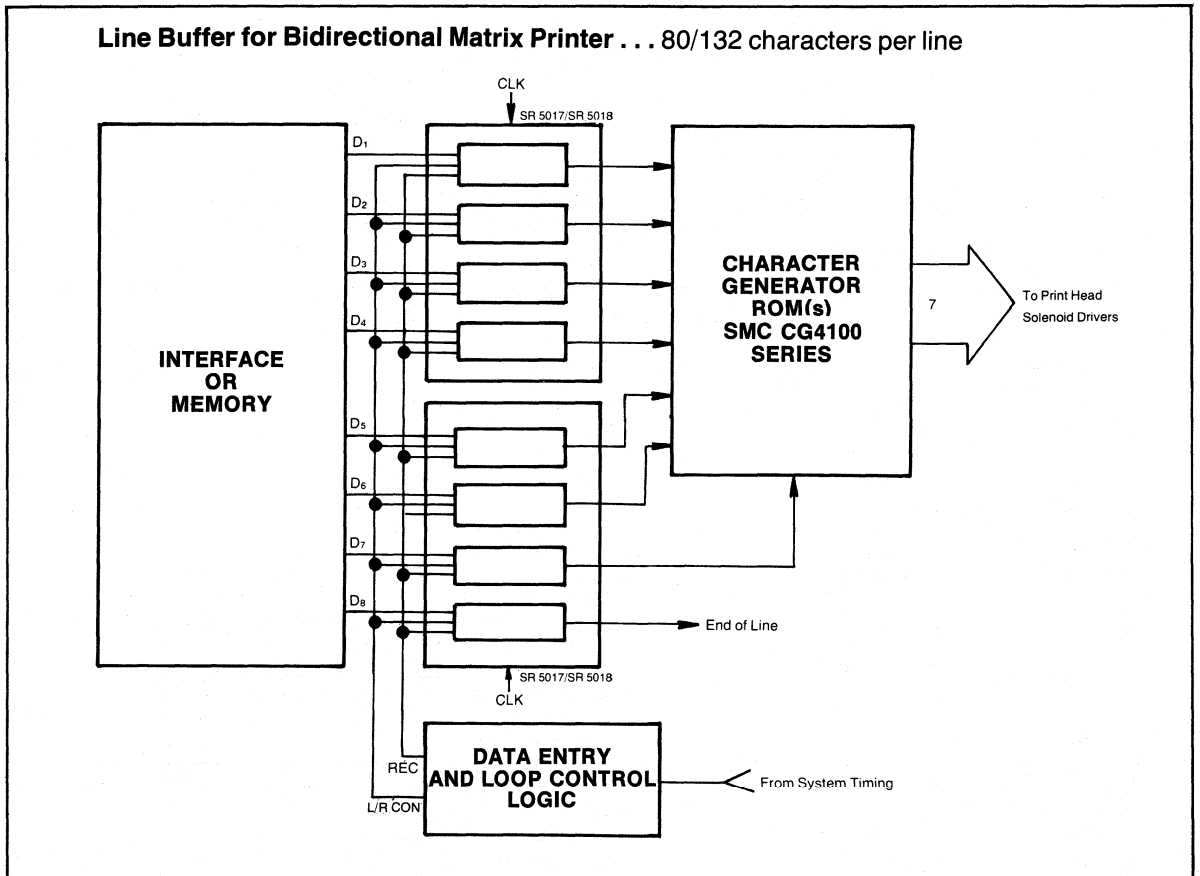 Line Buffer for Bidirectional Matrix Printer . . . 80/132 characters per line
CLK
SR 5017/SR 5018
D1
D2
D3
D4
D5
D6
D7
D8
INTERFACE
OR
MEMORY
CHARACTER
GENERATOR
ROM(s)
SMC CG4100
SERIES
7
To Print Head
Solenoid Drivers
End of Line
SR 5017/SR 5018
CLK
REC
L/R CON
DATA ENTRY
AND LOOP CONTROL
LOGIC
From System Timing